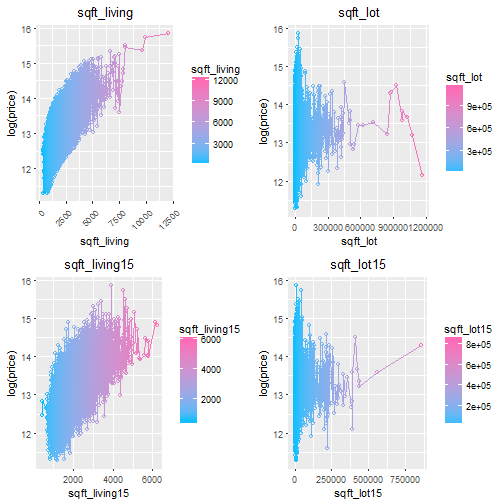 sqft_living
16
15
14
13
12
log(price)
0
2500
5000
7500
10000
12500
sqft_living
sqft_living
12000
9000
6000
3000
sqft_lot
16
15
14
13
12
log(price)
0
300000
600000
900000
1200000
sqft_lot
sqft_lot
9e+05
6e+05
3e+05
sqft_living15
16
15
14
13
12
log(price)
2000
4000
6000
sqft_living15
sqft_living15
6000
4000
2000
sqft_lot15
16
15
14
13
12
log(price)
0
250000
500000
750000
sqft_lot15
sqft_lot15
8e+05
6e+05
4e+05
2e+05